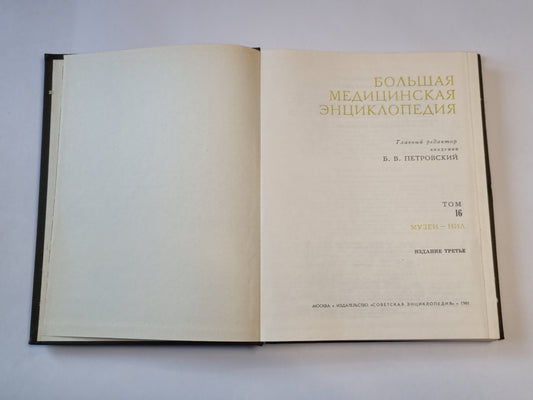 БОЛЬШАЯ
МЕДИЦИНСКАЯ
ЭНЦИКЛОПЕДИЯ
Главный редактор
академик
Б. В. ПЕТРОВСКИЙ
ТОМ
16
МУЗЕИ — НИЛ
ИЗДАНИЕ ТРЕТЬЕ
МОСКВА • ИЗДАТЕЛЬСТВО «СОВЕТСКАЯ ЭНЦИКЛОПЕДИЯ» • 1981